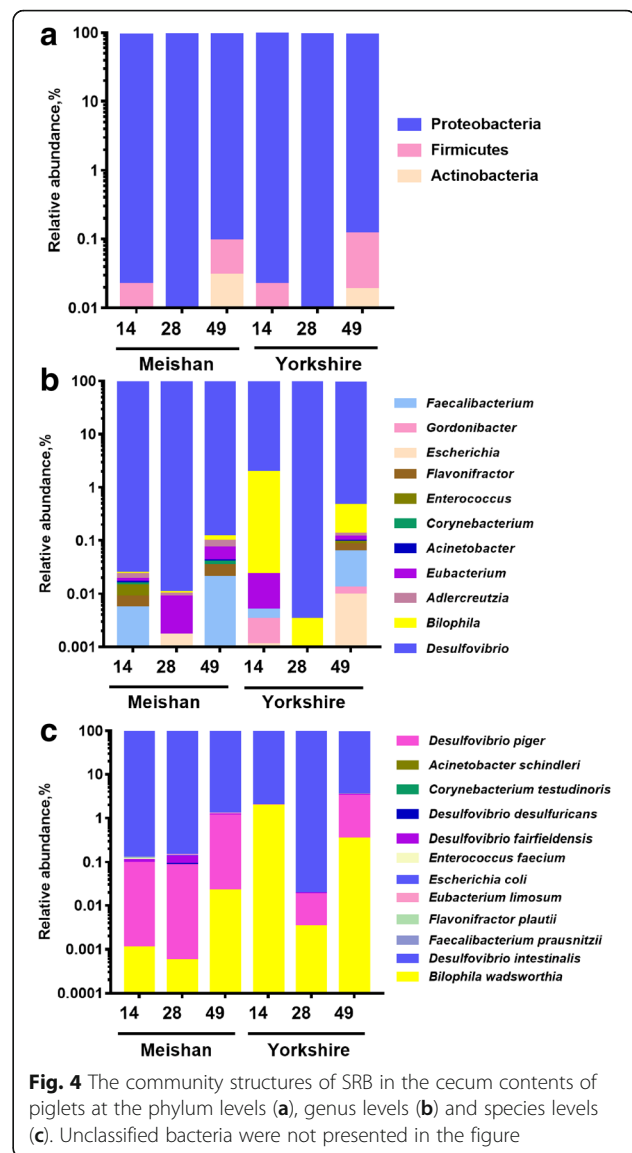 a
100
10
1
0.1
0.01
Relative abundance,%
Proteobacteria
Firmicutes
Actinobacteria
14 28 49 14 28 49
Meishan Yorkshire
b
100
10
1
0.1
0.01
0.001
Relative abundance,%
Faecalibacterium
Gordonibacter
Escherichia
Flavonifractor
Enterococcus
Corynebacterium
Acinetobacter
Eubacterium
Adlercreutzia
Bilophila
Desulfovibrio
14 28 49 14 28 49
Meishan Yorkshire
c
100
10
1
0.1
0.01
0.001
0.0001
Relative abundance,%
Desulfovibrio piger
Acinetobacter schindleri
Corynebacterium testudinoris
Desulfovibrio desulfuricans
Desulfovibrio fairfieldensis
Enterococcus faecium
Escherichia coli
Eubacterium limosum
Flavonifractor plautii
Faecalibacterium prausnitzii
Desulfovibrio intestinalis
Bilophila wadsworthia
14 28 49 14 28 49
Meishan Yorkshire
Fig. 4 The community structures of SRB in the cecum contents of
piglets at the phylum levels (a), genus levels (b) and species levels
(c). Unclassified bacteria were not presented in the figure